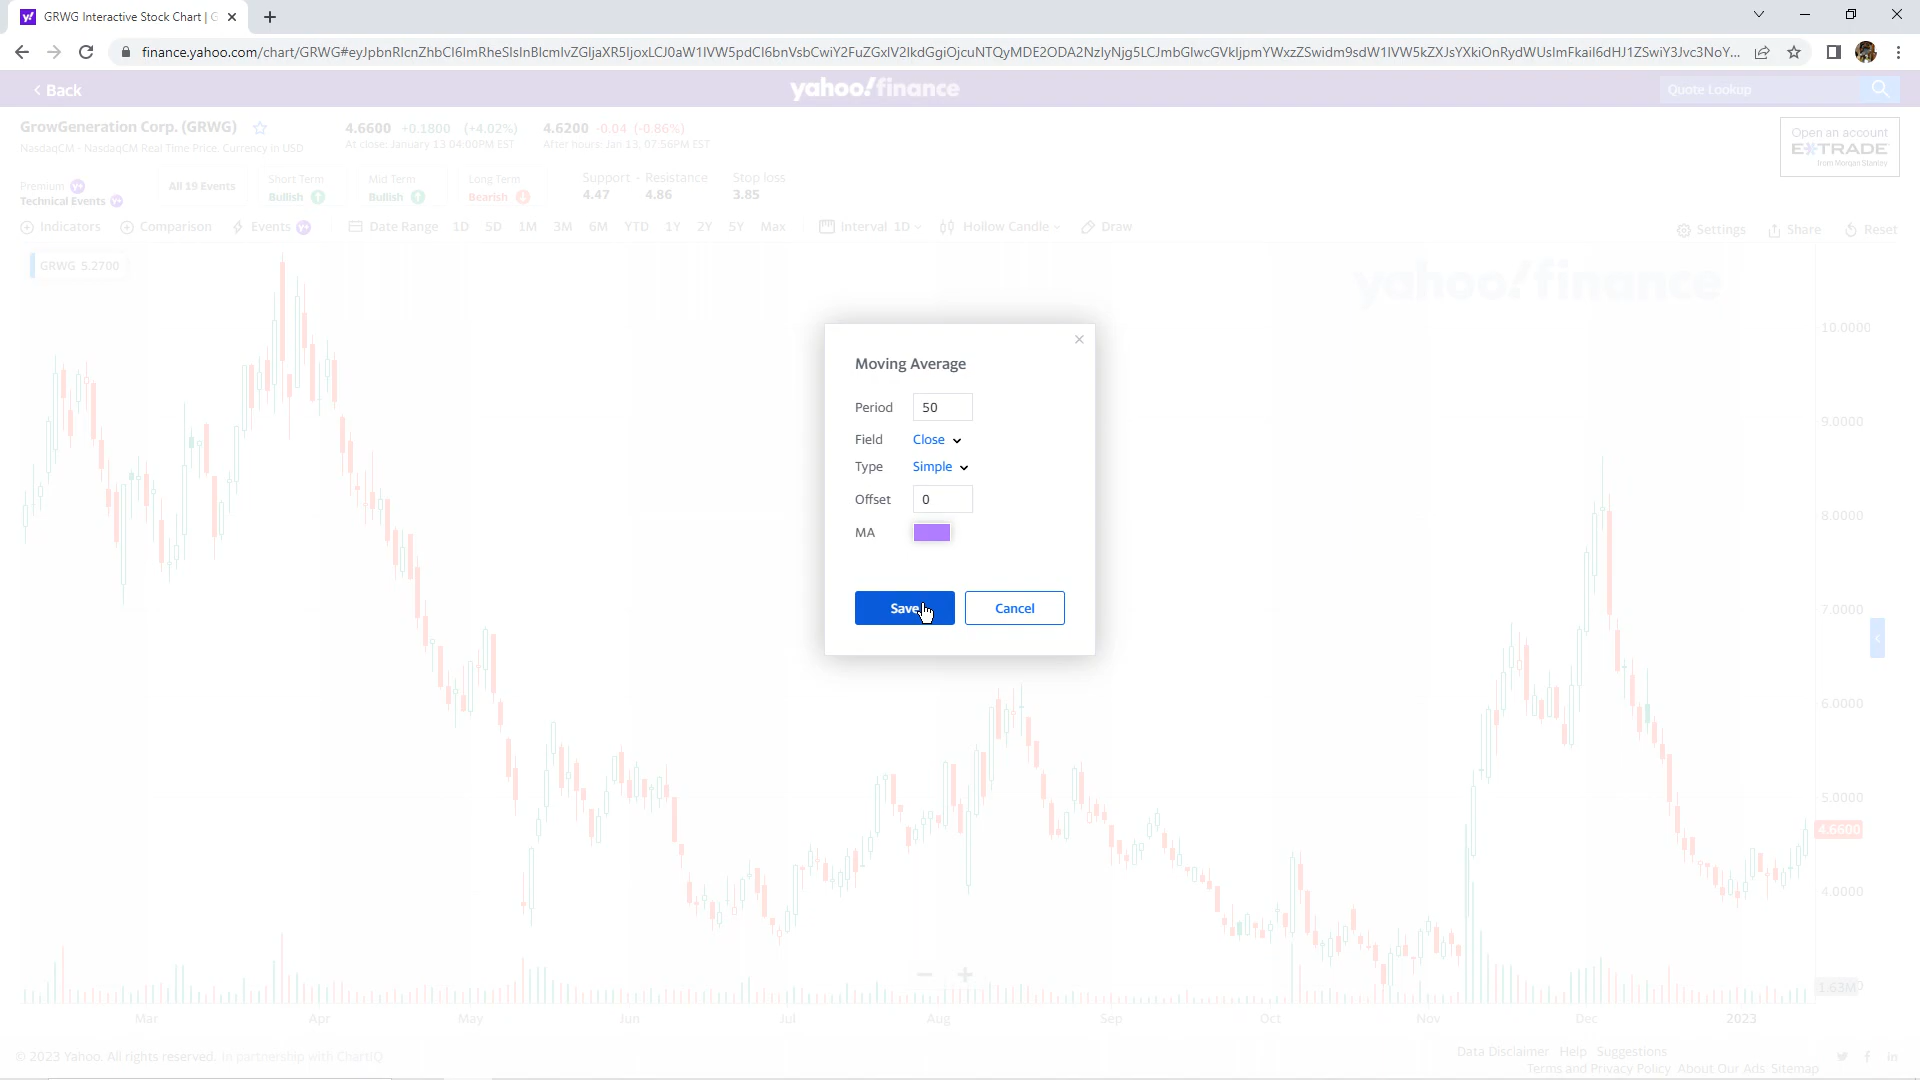 GRWG Interactive Stock Chart | G
finance.yahoo.com/chart/GRWG#
< Back
yahoo!finance
Quote Lookup
GrowGeneration Corp. (GRWG)
4.6600 +0.1800 (+4.02%)
4.6200 -0.04 (-0.86%)
NasdaqCM - NasdaqCM Real Time Price. Currency in USD
At close: January 13 04:00PM EST
After hours: Jan 13, 07:56PM EST
Open an account
E*TRADE
from Morgan Stanley
Premium Y+
Technical Events Y+
All 19 Events
Short Term
Bullish
Mid Term
Bullish
Long Term
Bearish
Support - Resistance
4.47 4.86
Stop loss
3.85
Indicators Comparison Events Y+ Date Range 1D 5D 1M 3M 6M YTD 1Y 2Y 5Y Max Interval 1D Hollow Candle Draw
Settings Share Reset
GRWG 5.2700
yahoo!finance
Moving Average
Period 50
Field Close
Type Simple
Offset 0
MA
Save Cancel
10.0000
9.0000
8.0000
7.0000
6.0000
5.0000
4.6600
4.0000
1.63M
Mar Apr May Jun Jul Aug Sep Oct Nov Dec 2023
© 2023 Yahoo. All rights reserved. In partnership with ChartIQ
Data Disclaimer Help Suggestions
Terms and Privacy Policy About Our Ads Sitemap